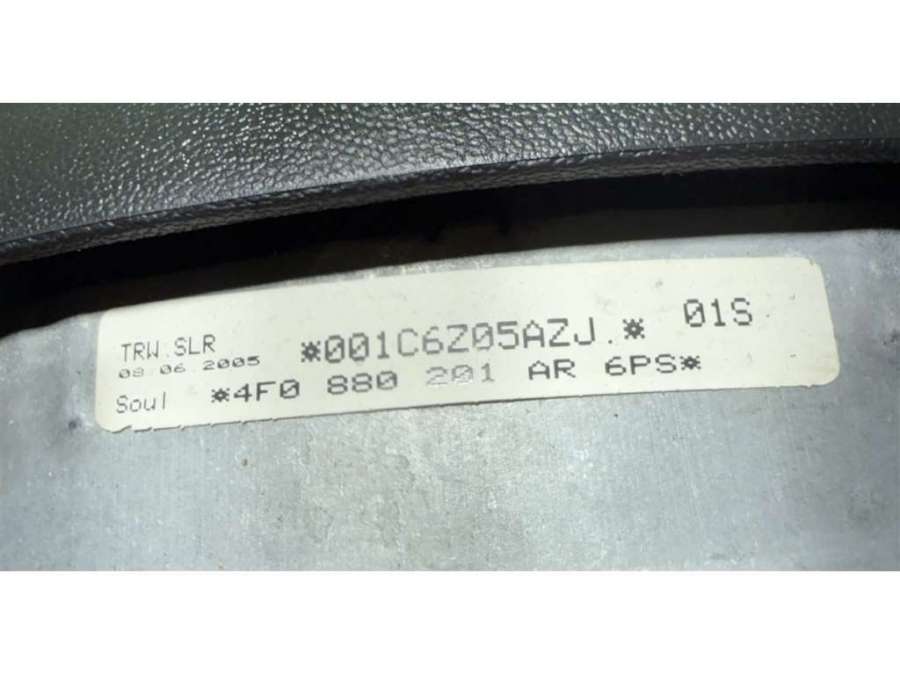 TRW.SLR *001C6Z05AZJ.* 01S
08.06.2005
Soul *4F0 880 201 AR 6PS*